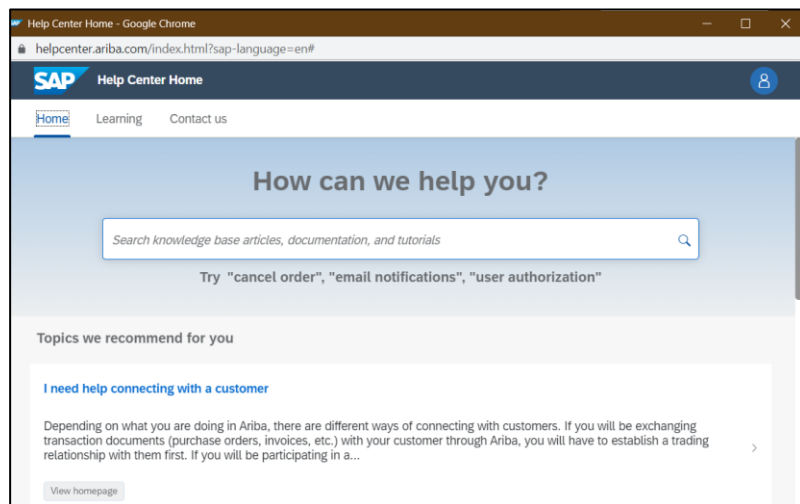 Help Center Home - Google Chrome
helpcenter.ariba.com/index.html?sap-language=en#
SAP Help Center Home
Home Learning Contact us
How can we help you?
Search knowledge base articles, documentation, and tutorials
Try "cancel order", "email notifications", "user authorization"
Topics we recommend for you
I need help connecting with a customer
Depending on what you are doing in Ariba, there are different ways of connecting with customers. If you will be exchanging
transaction documents (purchase orders, invoices, etc.) with your customer through Ariba, you will have to establish a trading
relationship with them first. If you will be participating in a...
View homepage